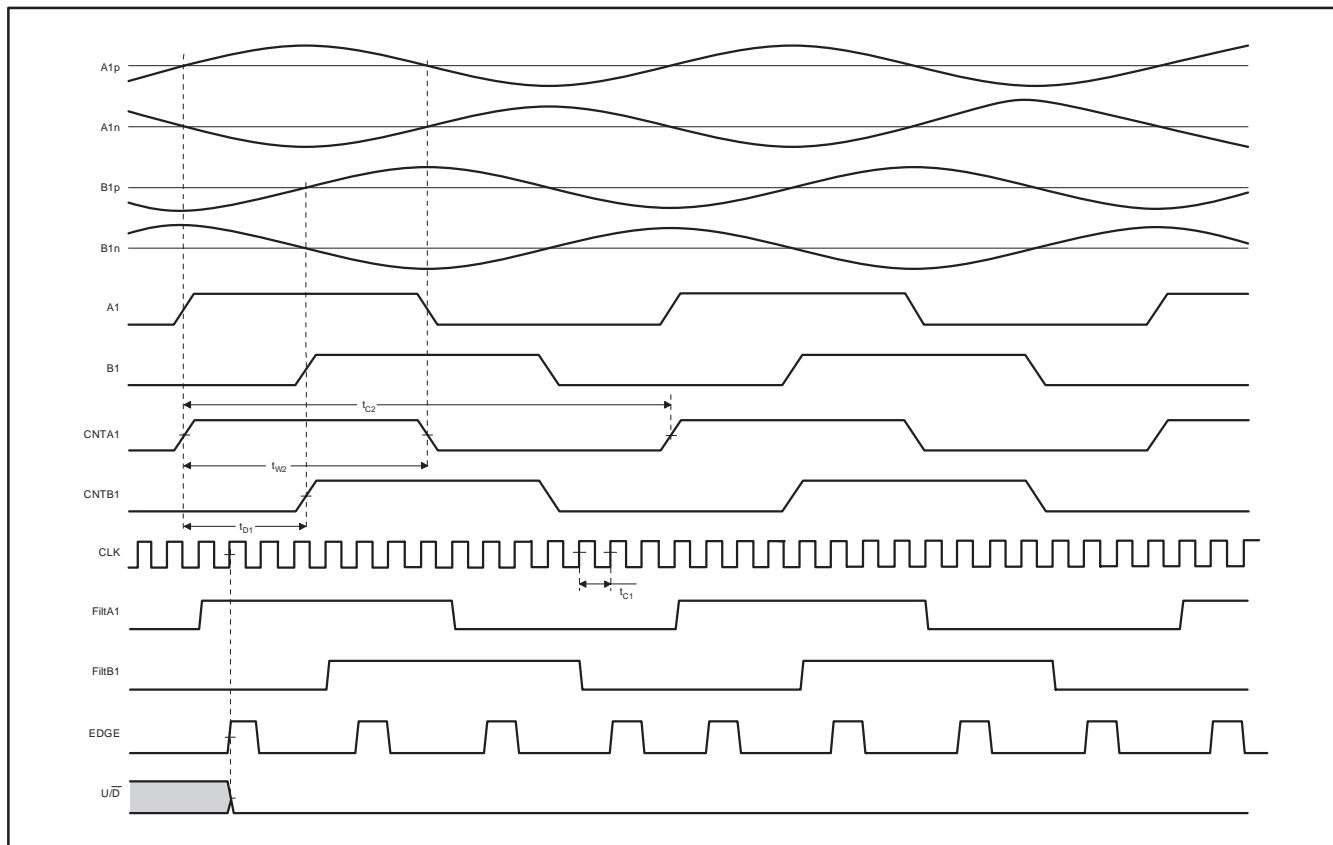 A1p
A1n
B1p
B1n
A1
B1
tC2
CNTA1
tW2
CNTB1
tD1
CLK
tC1
FiltA1
FiltB1
EDGE
U/D̅